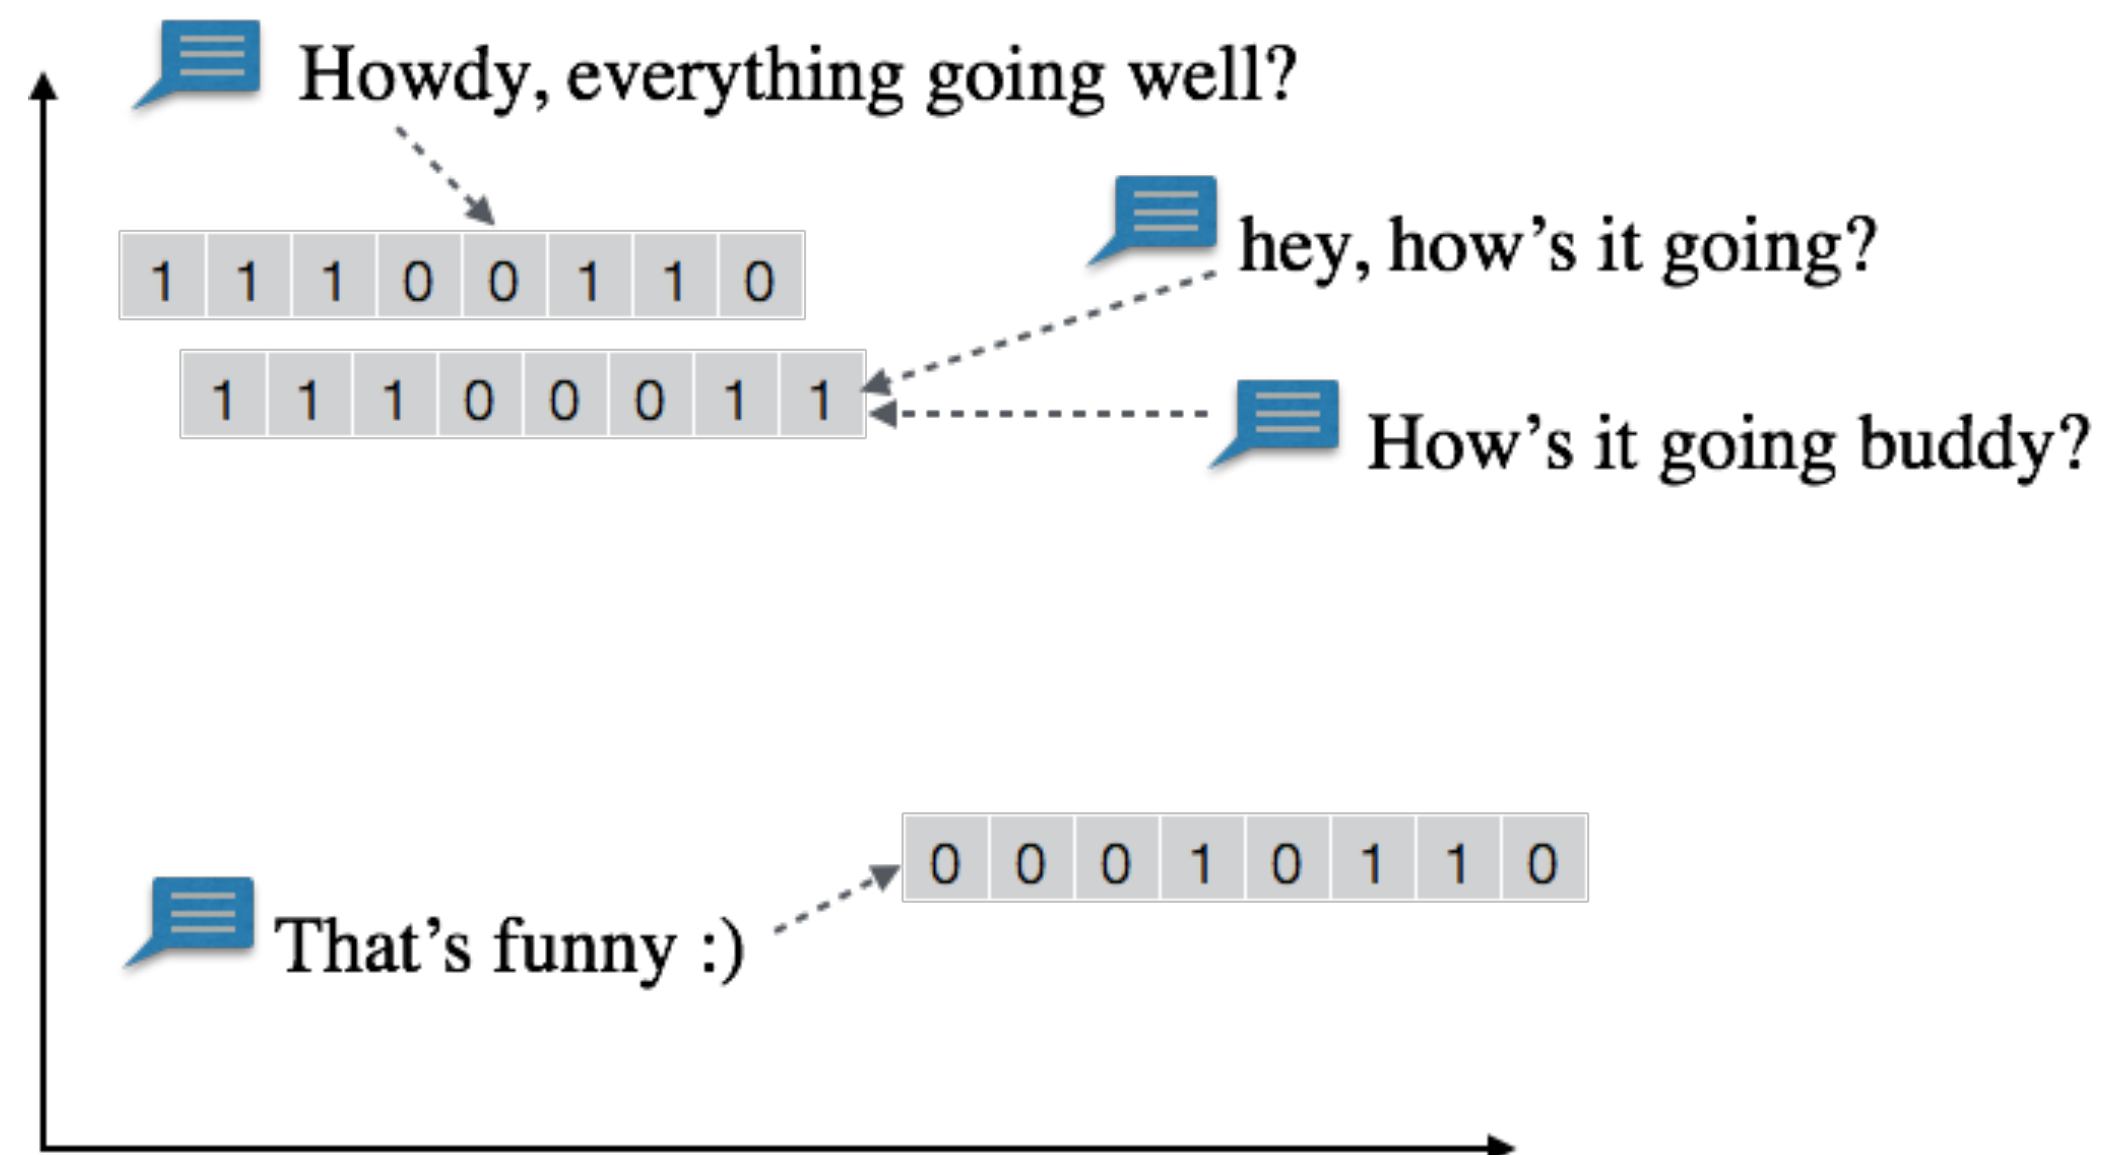 Howdy, everything going well?
1 1 1 0 0 1 1 0
hey, how’s it going?
1 1 1 0 0 0 1 1
How’s it going buddy?
0 0 0 1 0 1 1 0
That’s funny :)